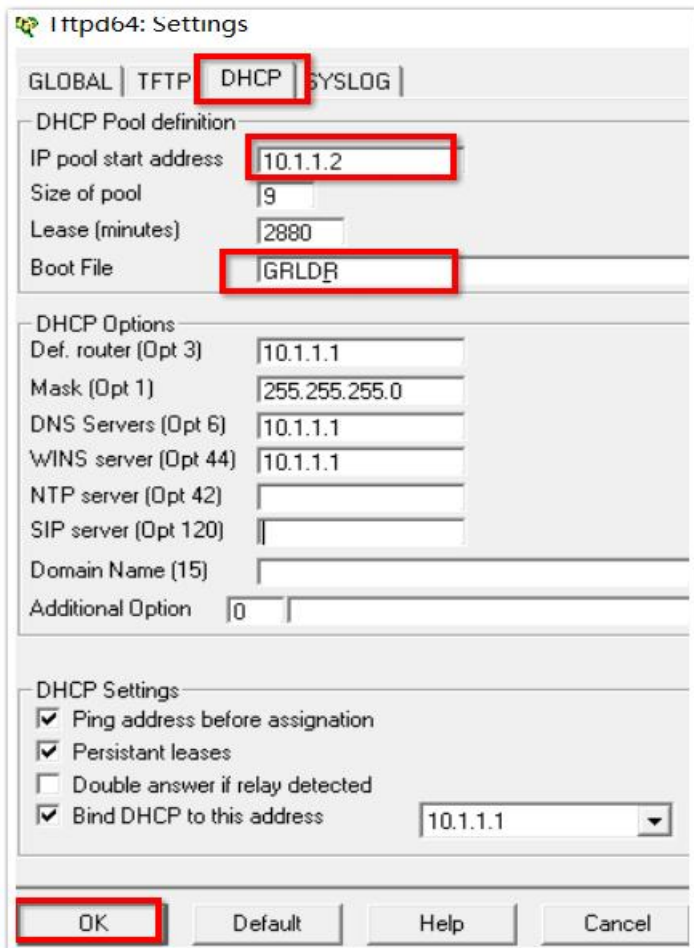 Tftpd64: Settings
GLOBAL TFTP DHCP SYSLOG
DHCP Pool definition
IP pool start address 10.1.1.2
Size of pool 9
Lease (minutes) 2880
Boot File GRLDR
DHCP Options
Def. router (Opt 3) 10.1.1.1
Mask (Opt 1) 255.255.255.0
DNS Servers (Opt 6) 10.1.1.1
WINS server (Opt 44) 10.1.1.1
NTP server (Opt 42)
SIP server (Opt 120)
Domain Name (15)
Additional Option 0
DHCP Settings
Ping address before assignation
Persistant leases
Double answer if relay detected
Bind DHCP to this address 10.1.1.1
OK Default Help Cancel